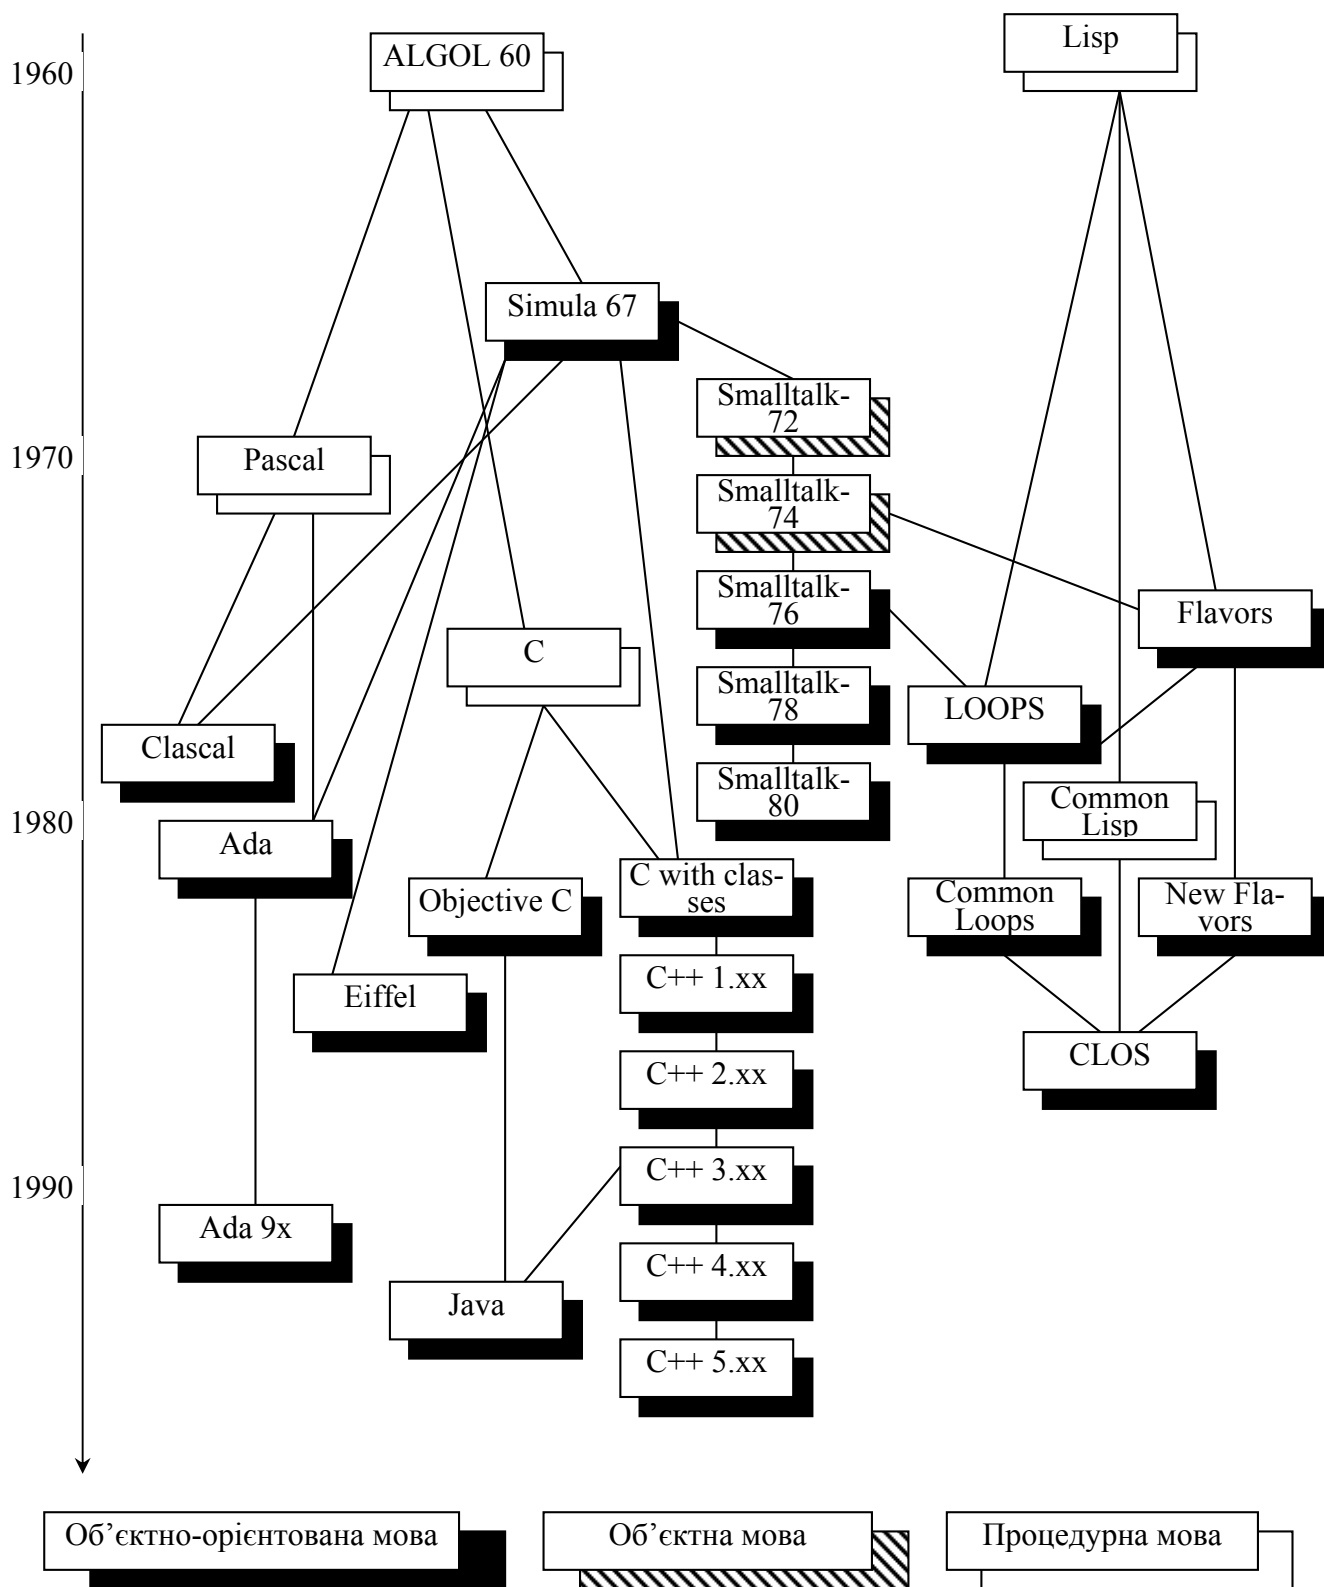 Lisp
ALGOL 60
1960
Simula 67
Smalltalk-
72
Pascal
1970
Smalltalk-
74
Smalltalk-
76
Flavors
C
Smalltalk-
78
LOOPS
Clascal
Smalltalk-
80
Common
Lisp
1980
Ada
Objective C
C with clas-
ses
Common
Loops
New Fla-
vors
C++ 1.xx
Eiffel
CLOS
C++ 2.xx
C++ 3.xx
1990
Ada 9x
C++ 4.xx
Java
C++ 5.xx
Об’єктно-орієнтована мова
Об’єктна мова
Процедурна мова